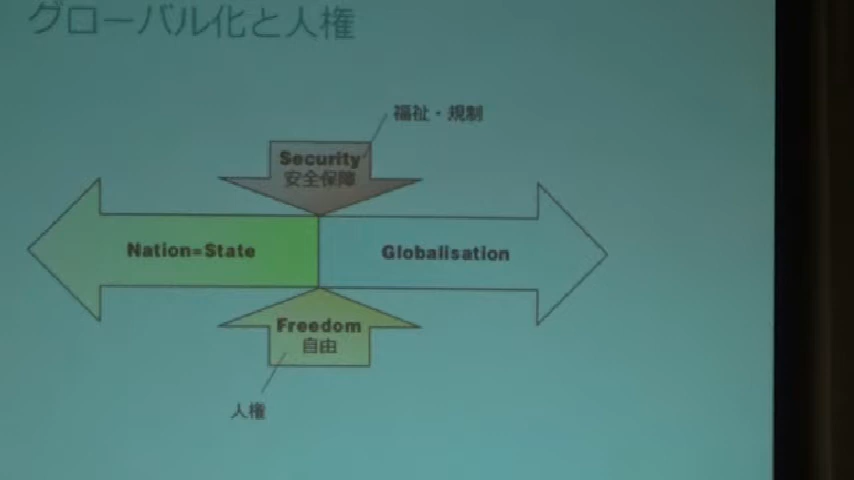 グローバル化と人権
福祉・規制
Security
安全保障
Nation=State
Globalisation
Freedom
自由
人権